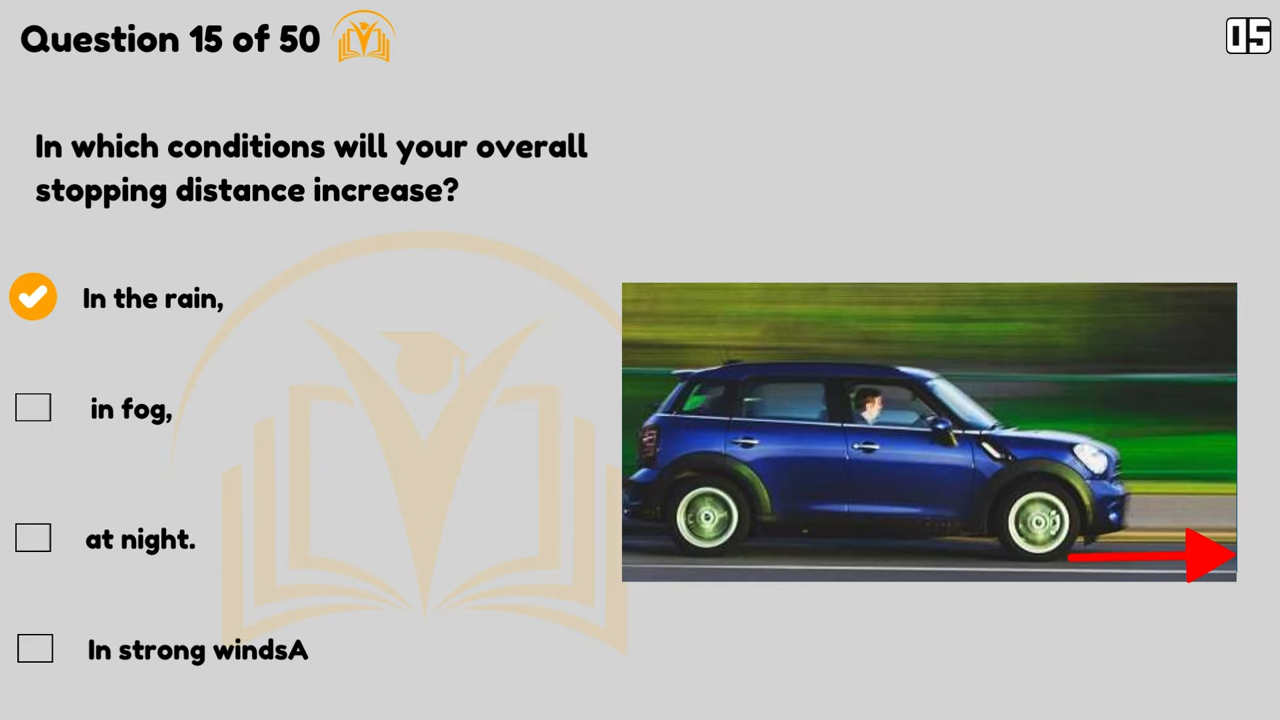 Question 15 of 50
05
In which conditions will your overall
stopping distance increase?
In the rain,
in fog,
at night.
In strong windsA